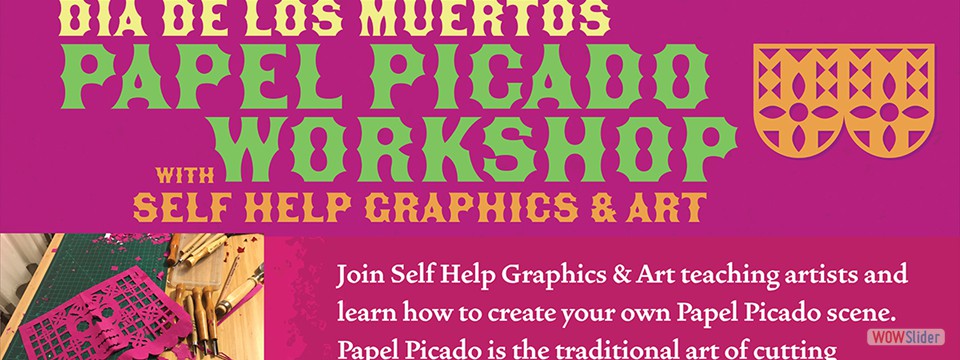 DIA DE LOS MUERTOS
PAPEL PICADO
WORKSHOP
WITH
SELF HELP GRAPHICS & ART
Join Self Help Graphics & Art teaching artists and
learn how to create your own Papel Picado scene.
Papel Picado is the traditional art of cutting
WOWSlider